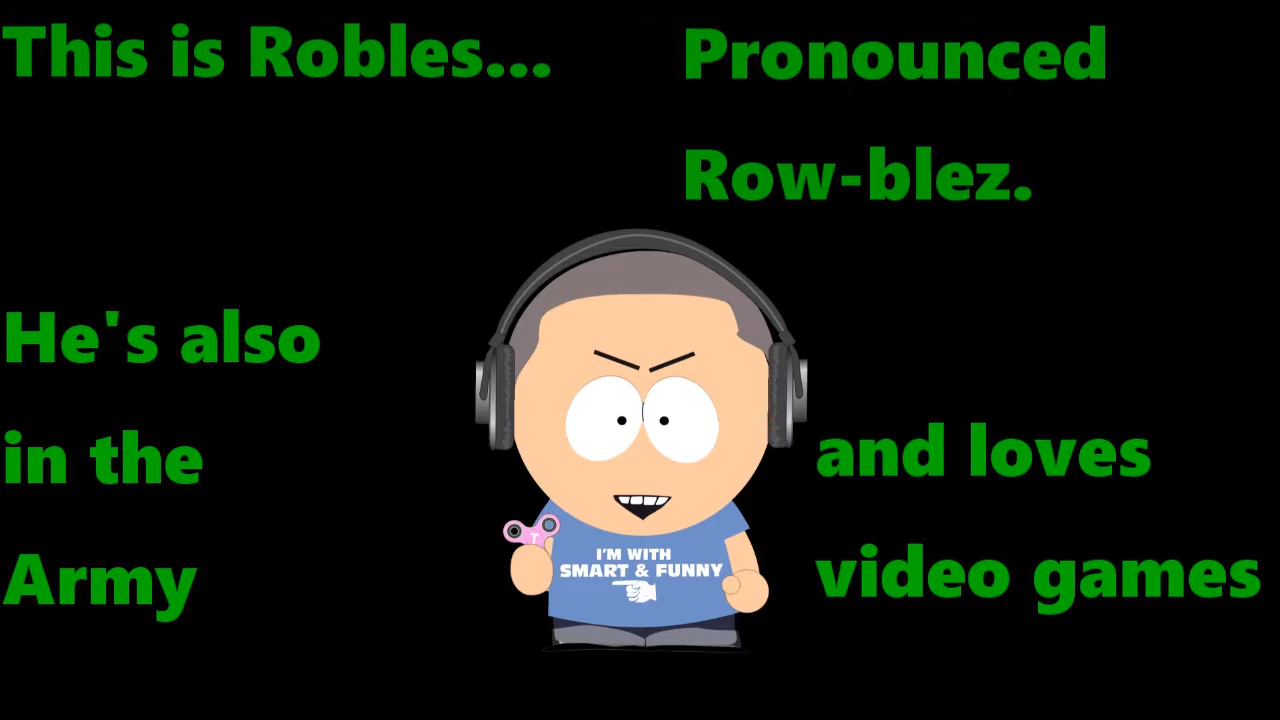 This is Robles...
Pronounced
Row-blez.
He's also
in the
Army
and loves
video games
T
I'M WITH
SMART & FUNNY